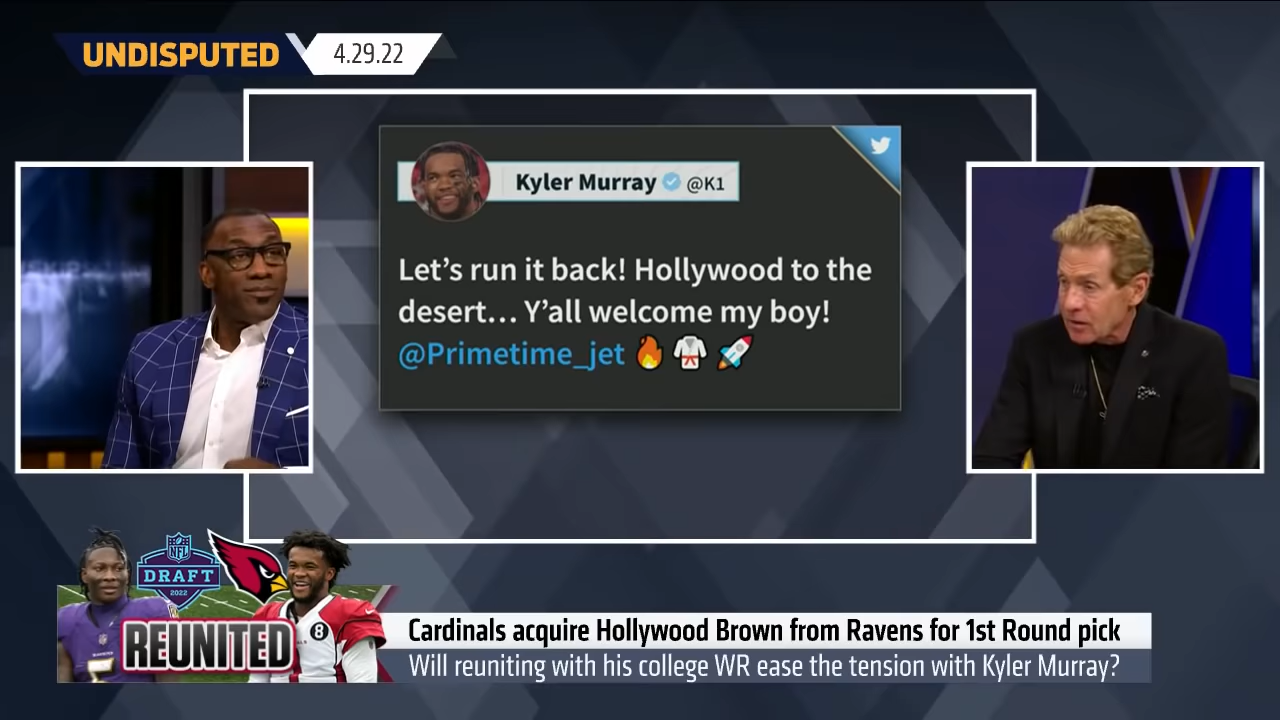 UNDISPUTED 4.29.22
Kyler Murray @K1
Let's run it back! Hollywood to the
desert... Y'all welcome my boy!
@Primetime_jet 🔥🥋🚀
NFL
DRAFT
2022
REUNITED
8
Cardinals acquire Hollywood Brown from Ravens for 1st Round pick
Will reuniting with his college WR ease the tension with Kyler Murray?